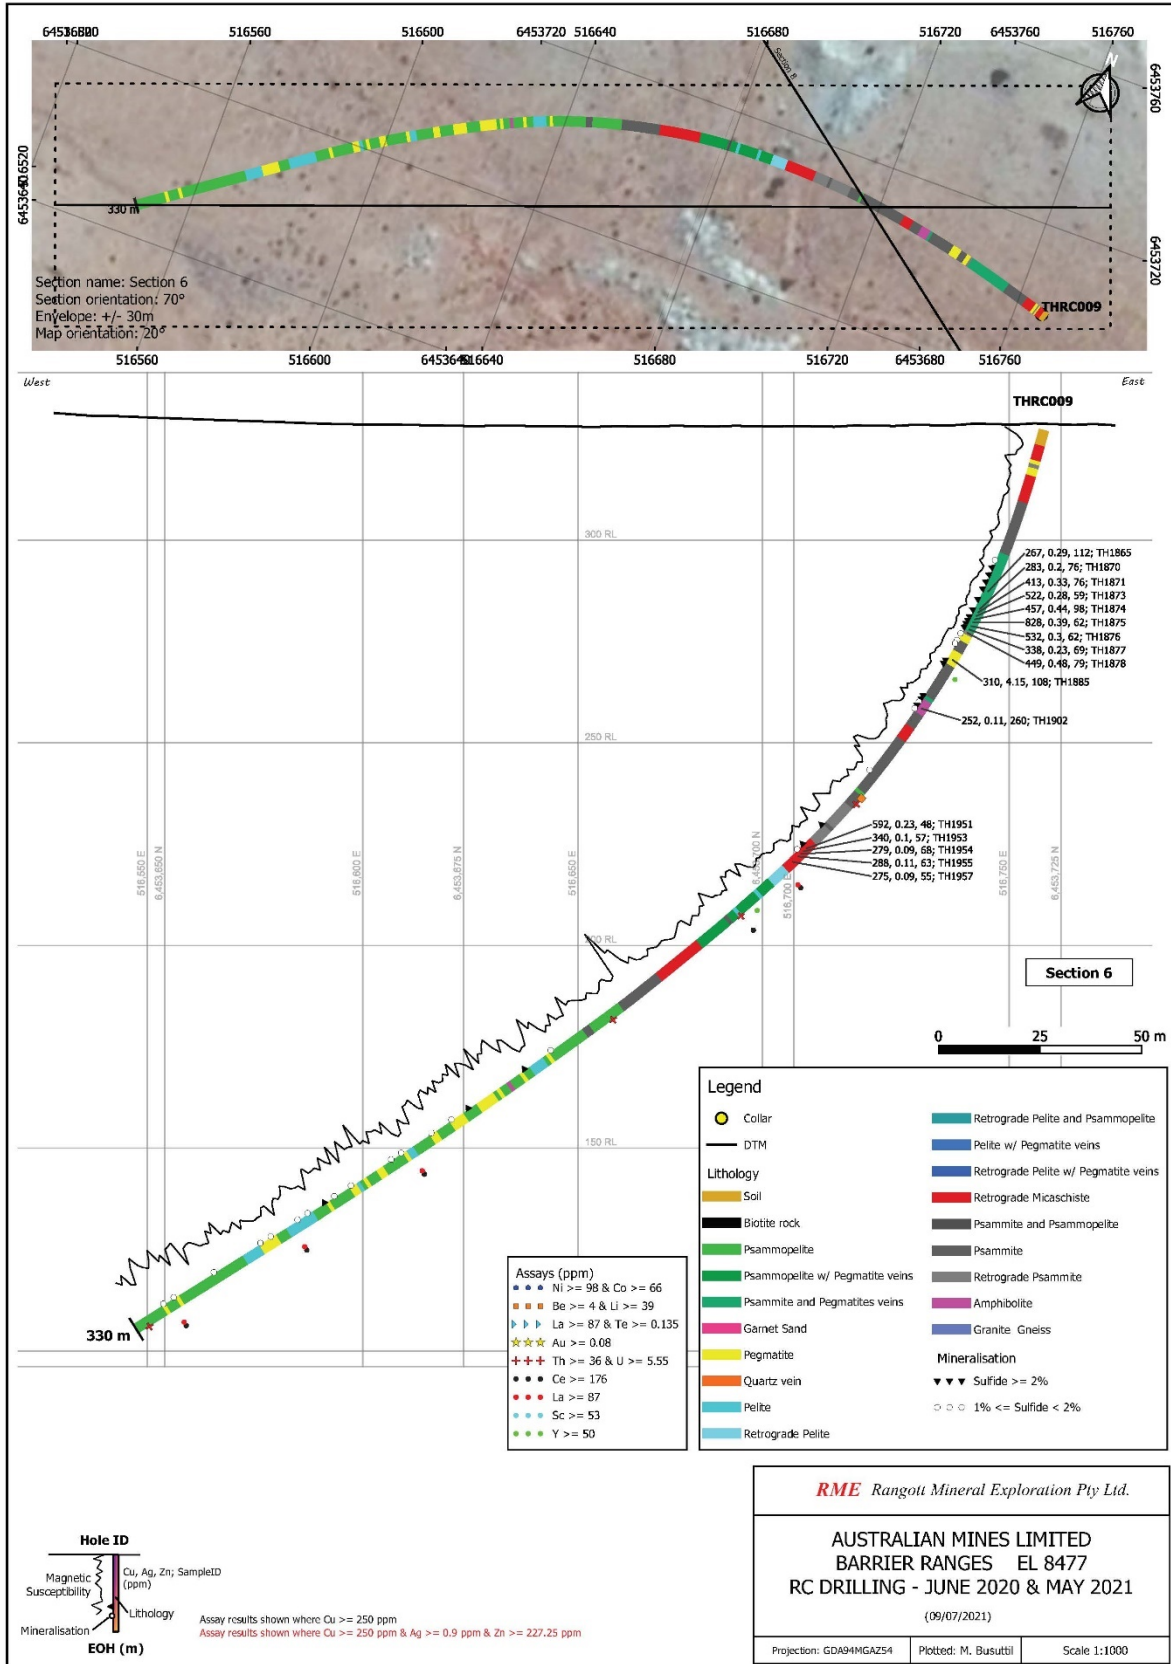 516560
516600
6453720
516640
516680
516720
6453760
516760
N
6453760
Section 8
6453720
330 m
THRC009
Section name: Section 6
Section orientation: 70°
Envelope: +/- 30m
Map orientation: 20°
516560
516600
516640
516680
516720
6453680
516760
West
East
THRC009
300 RL
267, 0.29, 112; TH1865
283, 0.2, 76; TH1870
413, 0.33, 76; TH1871
522, 0.28, 59; TH1873
457, 0.44, 98; TH1874
828, 0.39, 62; TH1875
532, 0.3, 62; TH1876
338, 0.23, 69; TH1877
449, 0.48, 79; TH1878
310, 4.15, 108; TH1885
252, 0.11, 260; TH1902
250 RL
592, 0.23, 48; TH1951
340, 0.1, 57; TH1953
279, 0.09, 68; TH1954
288, 0.11, 63; TH1955
275, 0.09, 55; TH1957
516,550 E
6,453,650 N
516,600 E
6,453,675 N
516,650 E
6,453,700 N
516,700 E
516,750 E
6,453,725 N
200 RL
Section 6
0 25 50 m
150 RL
330 m
Legend
Collar
DTM
Lithology
Soil
Biotite rock
Psammopelite
Psammopelite w/ Pegmatite veins
Psammite and Pegmatites veins
Garnet Sand
Pegmatite
Quartz vein
Pelite
Retrograde Pelite
Retrograde Pelite and Psammopelite
Pelite w/ Pegmatite veins
Retrograde Pelite w/ Pegmatite veins
Retrograde Micaschiste
Psammite and Psammopelite
Psammite
Retrograde Psammite
Amphibolite
Granite Gneiss
Mineralisation
Sulfide >= 2%
1% <= Sulfide < 2%
Assays (ppm)
Ni >= 98 & Co >= 66
Be >= 4 & Li >= 39
La >= 87 & Te >= 0.135
Au >= 0.08
Th >= 36 & U >= 5.55
Ce >= 176
La >= 87
Sc >= 53
Y >= 50
Hole ID
Magnetic
Susceptibility
Cu, Ag, Zn; SampleID
(ppm)
Lithology
Mineralisation
EOH (m)
Assay results shown where Cu >= 250 ppm
Assay results shown where Cu >= 250 ppm & Ag >= 0.9 ppm & Zn >= 227.25 ppm
RME Rangott Mineral Exploration Pty Ltd.
AUSTRALIAN MINES LIMITED
BARRIER RANGES EL 8477
RC DRILLING - JUNE 2020 & MAY 2021
(09/07/2021)
Projection: GDA94MGAZ54
Plotted: M. Busuttil
Scale 1:1000